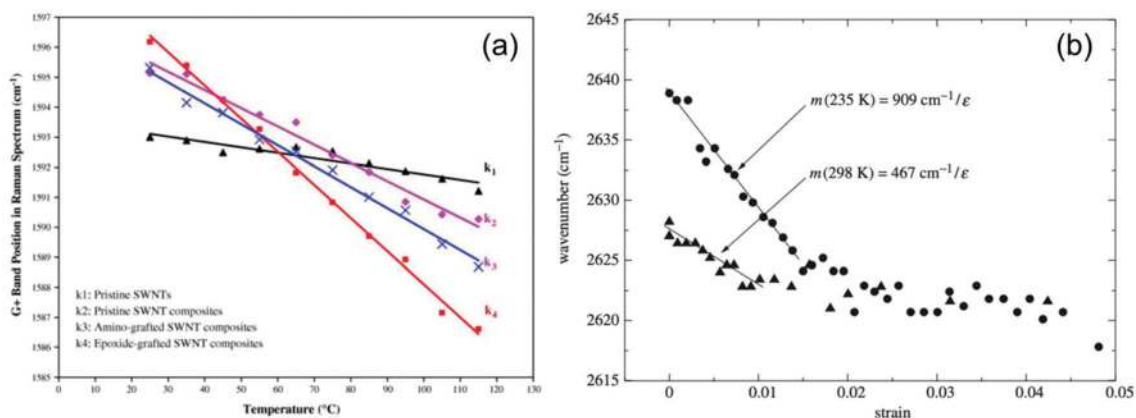 (a)
G+ Band Position in Raman Spectrum (cm-1)
1597
1596
1595
1594
1593
1592
1591
1590
1589
1588
1587
1586
1585
k1
k2
k3
k4
k1: Pristine SWNTs
k2: Pristine SWNT composites
k3: Amino-grafted SWNT composites
k4: Epoxide-grafted SWNT composites
0 10 20 30 40 50 60 70 80 90 100 110 120 130
Temperature (°C)
(b)
wavenumber (cm⁻¹)
2645
2640
2635
2630
2625
2620
2615
m(235 K) = 909 cm⁻¹/ε
m(298 K) = 467 cm⁻¹/ε
0 0.01 0.02 0.03 0.04 0.05
strain